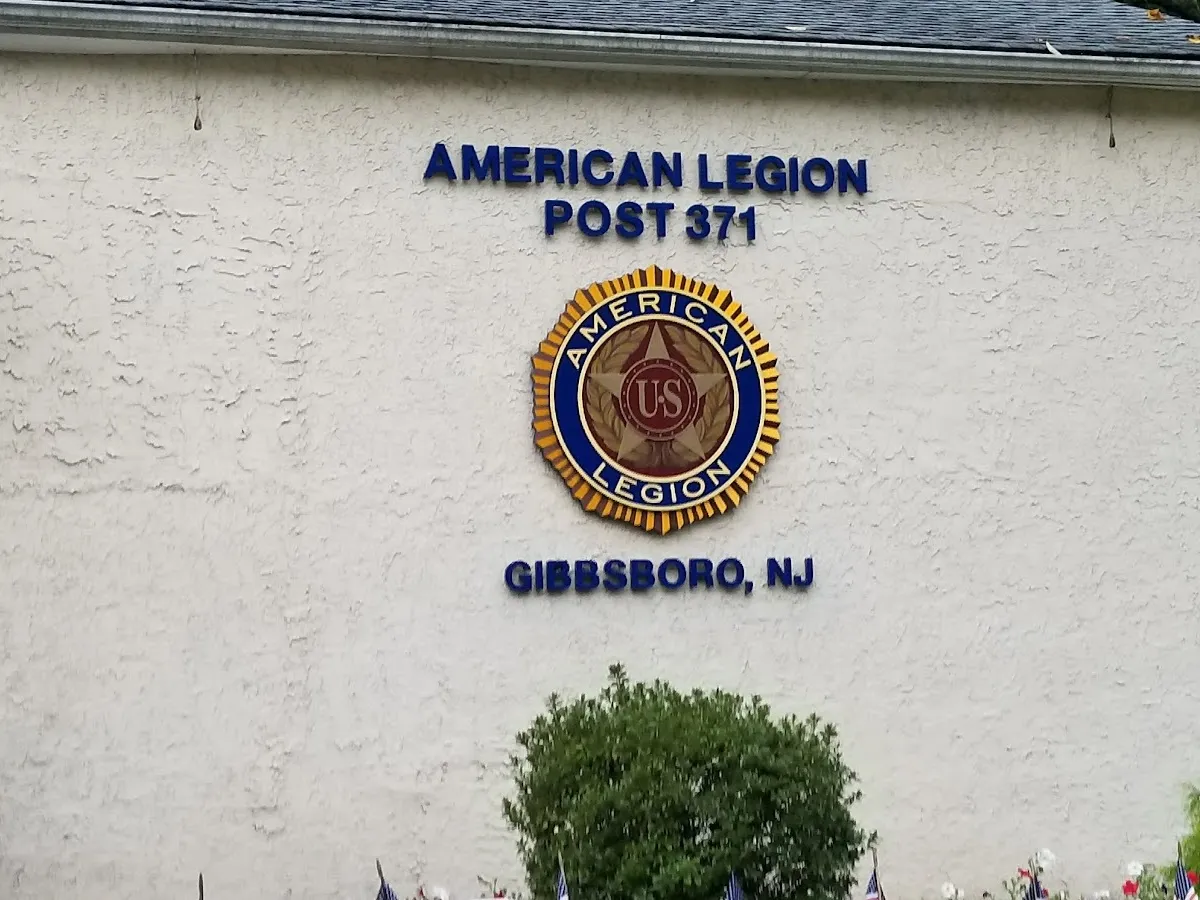 AMERICAN LEGION
POST 371
AMERICAN
U·S
LEGION
GIBBSBORO, NJ